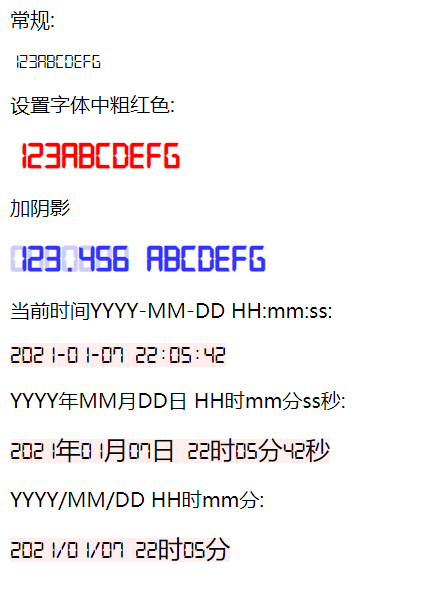 常规:
123ABCDEFG
设置字体中粗红色:
123ABCDEFG
加阴影
123.456 ABCDEFG
当前时间YYYY-MM-DD HH:mm:ss:
2021-01-07 22:05:42
YYYY年MM月DD日 HH时mm分ss秒:
2021年01月07日 22时05分42秒
YYYY/MM/DD HH时mm分:
2021/01/07 22时05分